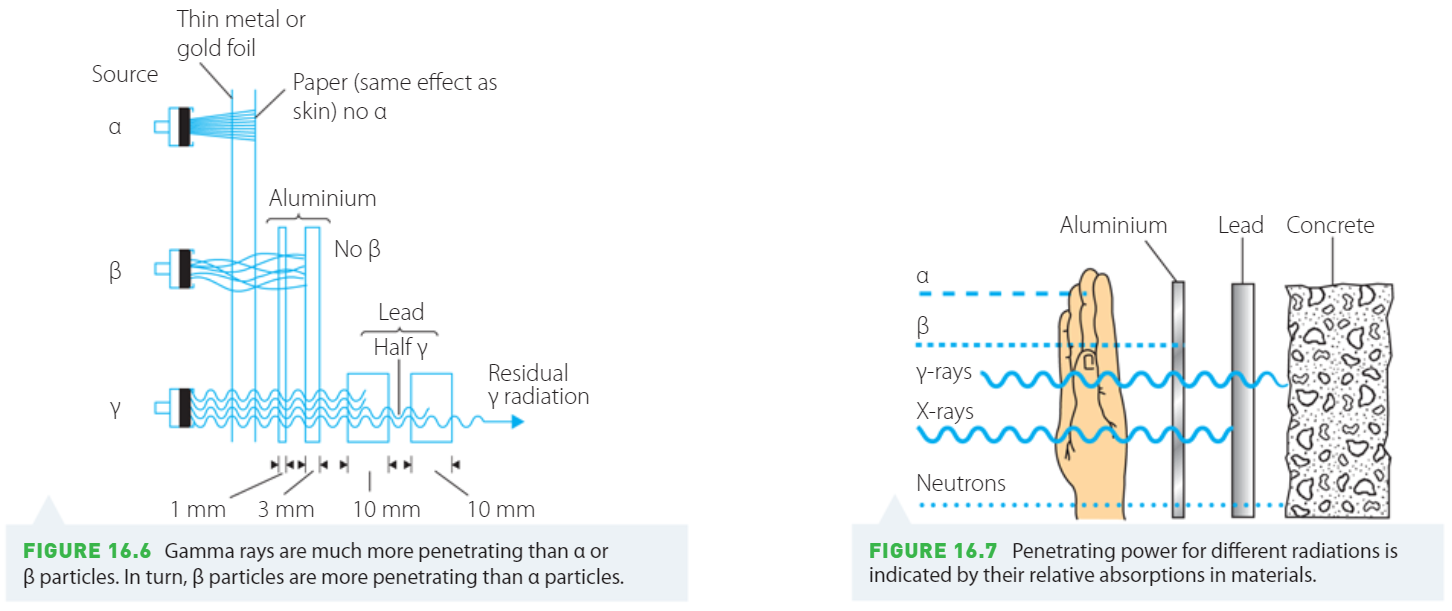 Thin metal or
gold foil
Source
Paper (same effect as
skin) no α
α
Aluminium
No β
β
Lead
Half γ
Residual
γ radiation
γ
1 mm
3 mm
10 mm
10 mm
FIGURE 16.6 Gamma rays are much more penetrating than α or
β particles. In turn, β particles are more penetrating than α particles.
Aluminium
Lead
Concrete
α
β
γ-rays
X-rays
Neutrons
FIGURE 16.7 Penetrating power for different radiations is
indicated by their relative absorptions in materials.